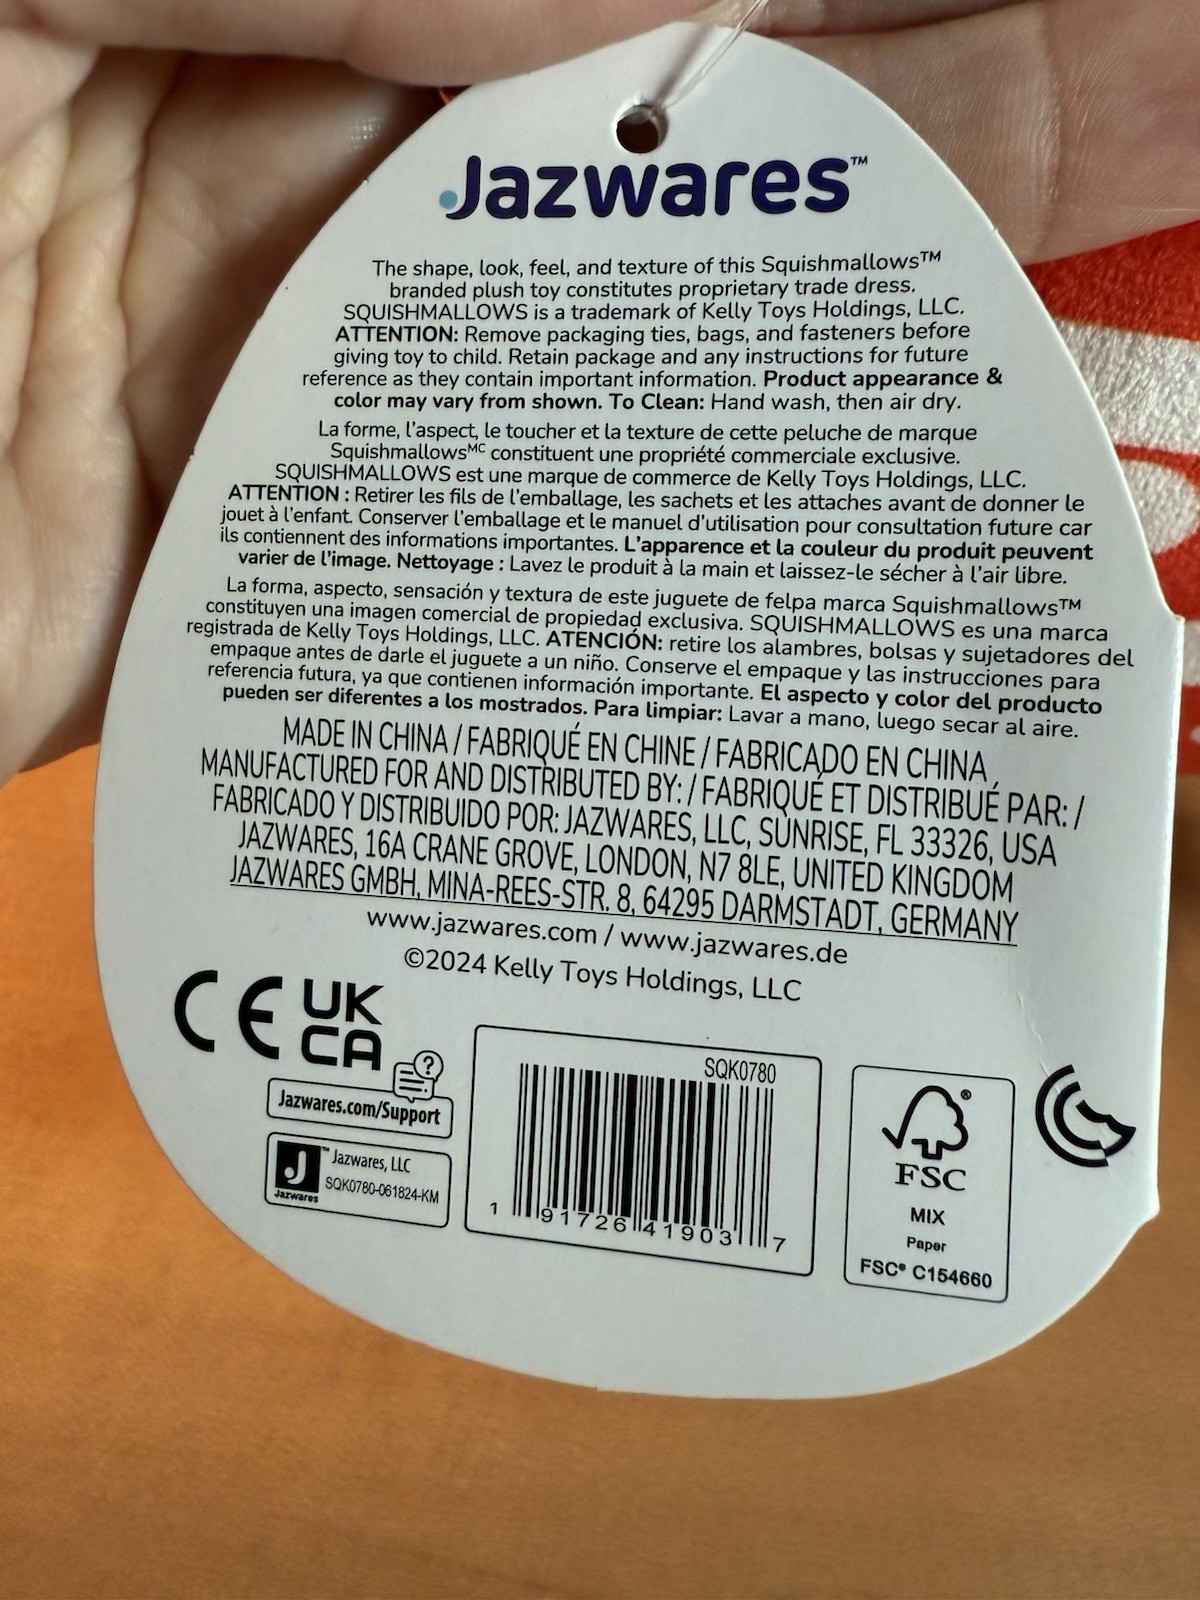 Jazwares™
The shape, look, feel, and texture of this Squishmallows™
branded plush toy constitutes proprietary trade dress.
SQUISHMALLOWS is a trademark of Kelly Toys Holdings, LLC.
ATTENTION: Remove packaging ties, bags, and fasteners before
giving toy to child. Retain package and any instructions for future
reference as they contain important information. Product appearance &
color may vary from shown. To Clean: Hand wash, then air dry.
La forme, l'aspect, le toucher et la texture de cette peluche de marque
Squishmallowsᴹᶜ constituent une propriété commerciale exclusive.
SQUISHMALLOWS est une marque de commerce de Kelly Toys Holdings, LLC.
ATTENTION : Retirer les fils de l'emballage, les sachets et les attaches avant de donner le
jouet à l'enfant. Conserver l'emballage et le manuel d'utilisation pour consultation future car
ils contiennent des informations importantes. L'apparence et la couleur du produit peuvent
varier de l'image. Nettoyage : Lavez le produit à la main et laissez-le sécher à l'air libre.
La forma, aspecto, sensación y textura de este juguete de felpa marca Squishmallows™
constituyen una imagen comercial de propiedad exclusiva. SQUISHMALLOWS es una marca
registrada de Kelly Toys Holdings, LLC. ATENCIÓN: retire los alambres, bolsas y sujetadores del
empaque antes de darle el juguete a un niño. Conserve el empaque y las instrucciones para
referencia futura, ya que contienen información importante. El aspecto y color del producto
pueden ser diferentes a los mostrados. Para limpiar: Lavar a mano, luego secar al aire.
MADE IN CHINA / FABRIQUÉ EN CHINE / FABRICADO EN CHINA
MANUFACTURED FOR AND DISTRIBUTED BY: / FABRIQUÉ ET DISTRIBUÉ PAR: /
FABRICADO Y DISTRIBUIDO POR: JAZWARES, LLC, SUNRISE, FL 33326, USA
JAZWARES, 16A CRANE GROVE, LONDON, N7 8LE, UNITED KINGDOM
JAZWARES GMBH, MINA-REES-STR. 8, 64295 DARMSTADT, GERMANY
www.jazwares.com / www.jazwares.de
©2024 Kelly Toys Holdings, LLC
CE UK
CA
Jazwares.com/Support
?
J™ Jazwares, LLC
Jazwares
SQK0780-061824-KM
SQK0780
1 91726 41903 7
®
FSC
MIX
Paper
FSC® C154660